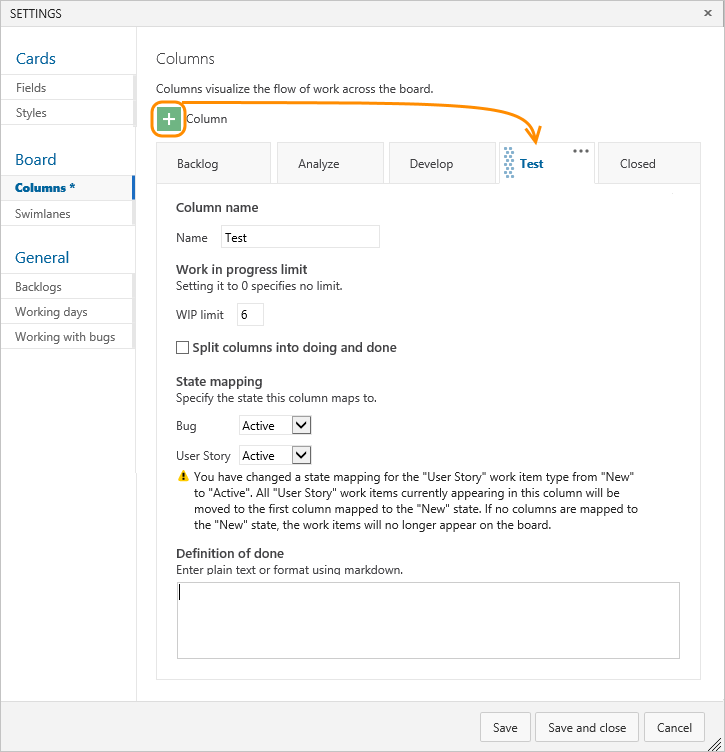 SETTINGS
Cards
Fields
Styles
Board
Columns *
Swimlanes
General
Backlogs
Working days
Working with bugs
Columns
Columns visualize the flow of work across the board.
Column
Backlog
Analyze
Develop
Test
Closed
Column name
Name Test
Work in progress limit
Setting it to 0 specifies no limit.
WIP limit 6
Split columns into doing and done
State mapping
Specify the state this column maps to.
Bug Active
User Story Active
You have changed a state mapping for the "User Story" work item type from "New"
to "Active". All "User Story" work items currently appearing in this column will be
moved to the first column mapped to the "New" state. If no columns are mapped to
the "New" state, the work items will no longer appear on the board.
Definition of done
Enter plain text or format using markdown.
Save
Save and close
Cancel